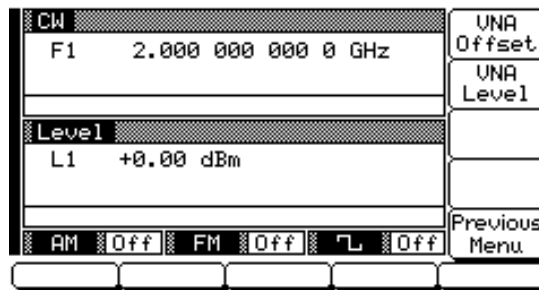 CW
F1 2.000 000 000 0 GHz
Level
L1 +0.00 dBm
AM Off FM Off Off
VNA
Offset
VNA
Level
Previous
Menu